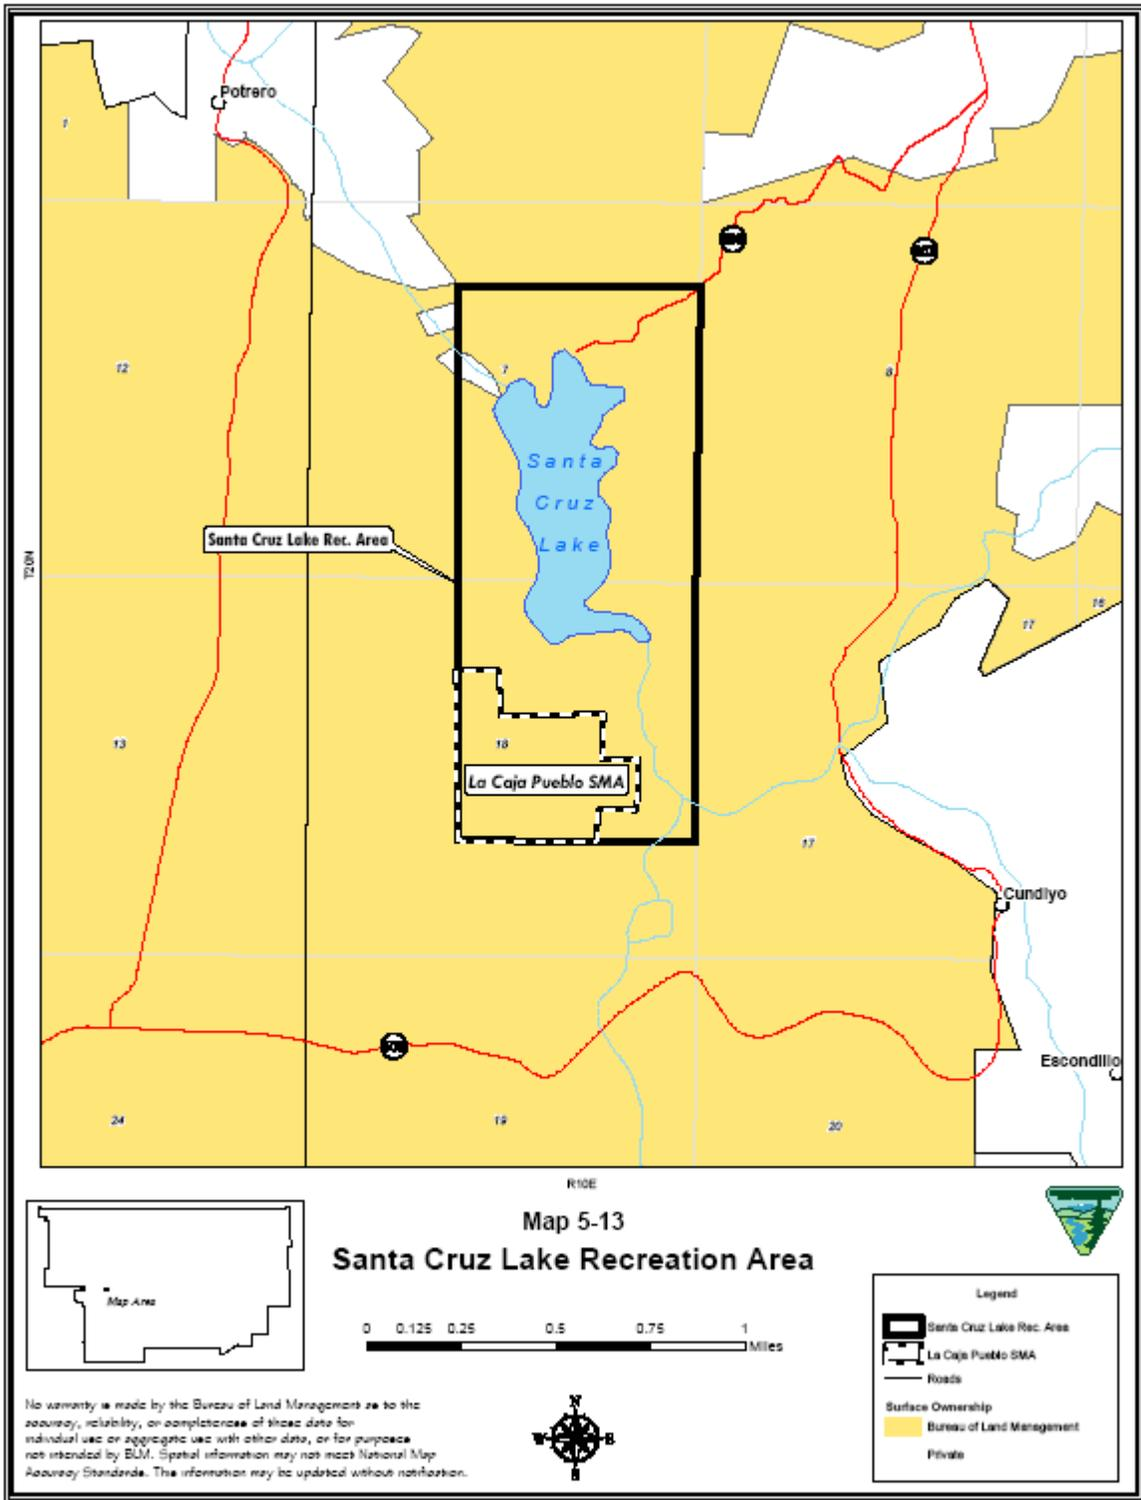 Potrero
1
12
7
8
Santa
Cruz
Lake
Santa Cruz Lake Rec. Area
T20N
16
17
13
18
La Caja Pueblo SMA
17
Cundiyo
Escondillo
24
19
20
R10E
Map 5-13
Santa Cruz Lake Recreation Area
Map Area
0 0.125 0.25 0.5 0.75 1
Miles
Legend
Santa Cruz Lake Rec. Area
La Caja Pueblo SMA
Roads
Surface Ownership
Bureau of Land Management
Private
No warranty is made by the Bureau of Land Management as to the
accuracy, reliability, or completeness of these data for
individual use or aggregate use with other data, or for purposes
not intended by BLM. Spatial information may not meet National Map
Accuracy Standards. This information may be updated without notification.
N
W E
S